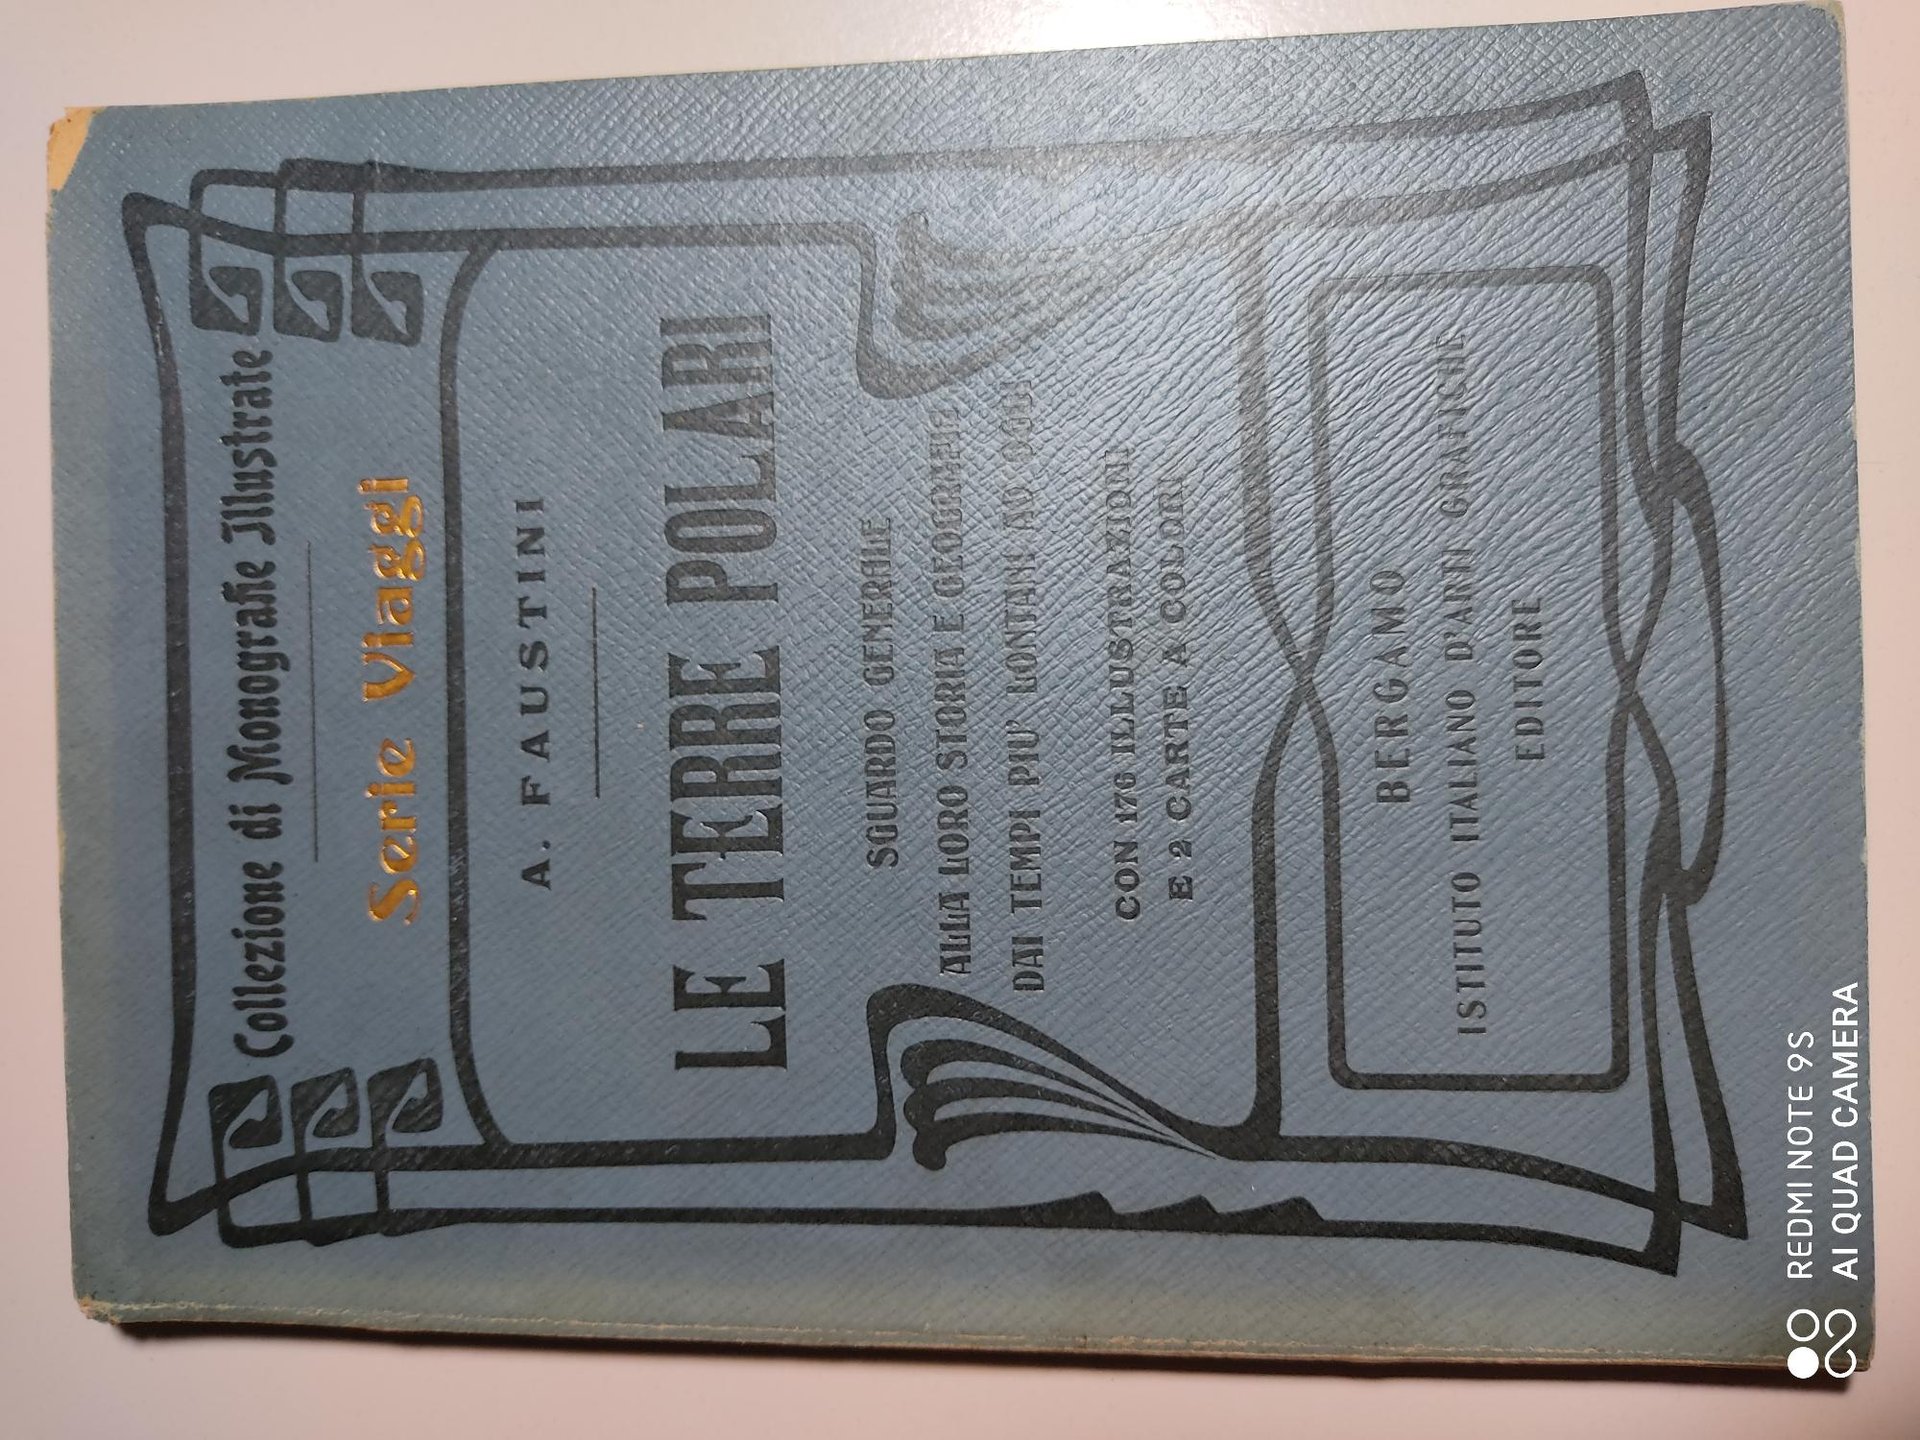 Collezione di Monografie Illustrate
Serie Viaggi
A. FAUSTINI
LE TERRE POLARI
SGUARDO GENERALE
ALLA LORO STORIA E GEOGRAFIA
DAI TEMPI PIU' LONTANI AD OGGI
CON 176 ILLUSTRAZIONI
E 2 CARTE A COLORI
BERGAMO
ISTITUTO ITALIANO D'ARTI GRAFICHE
EDITORE
REDMI NOTE 9S
AI QUAD CAMERA